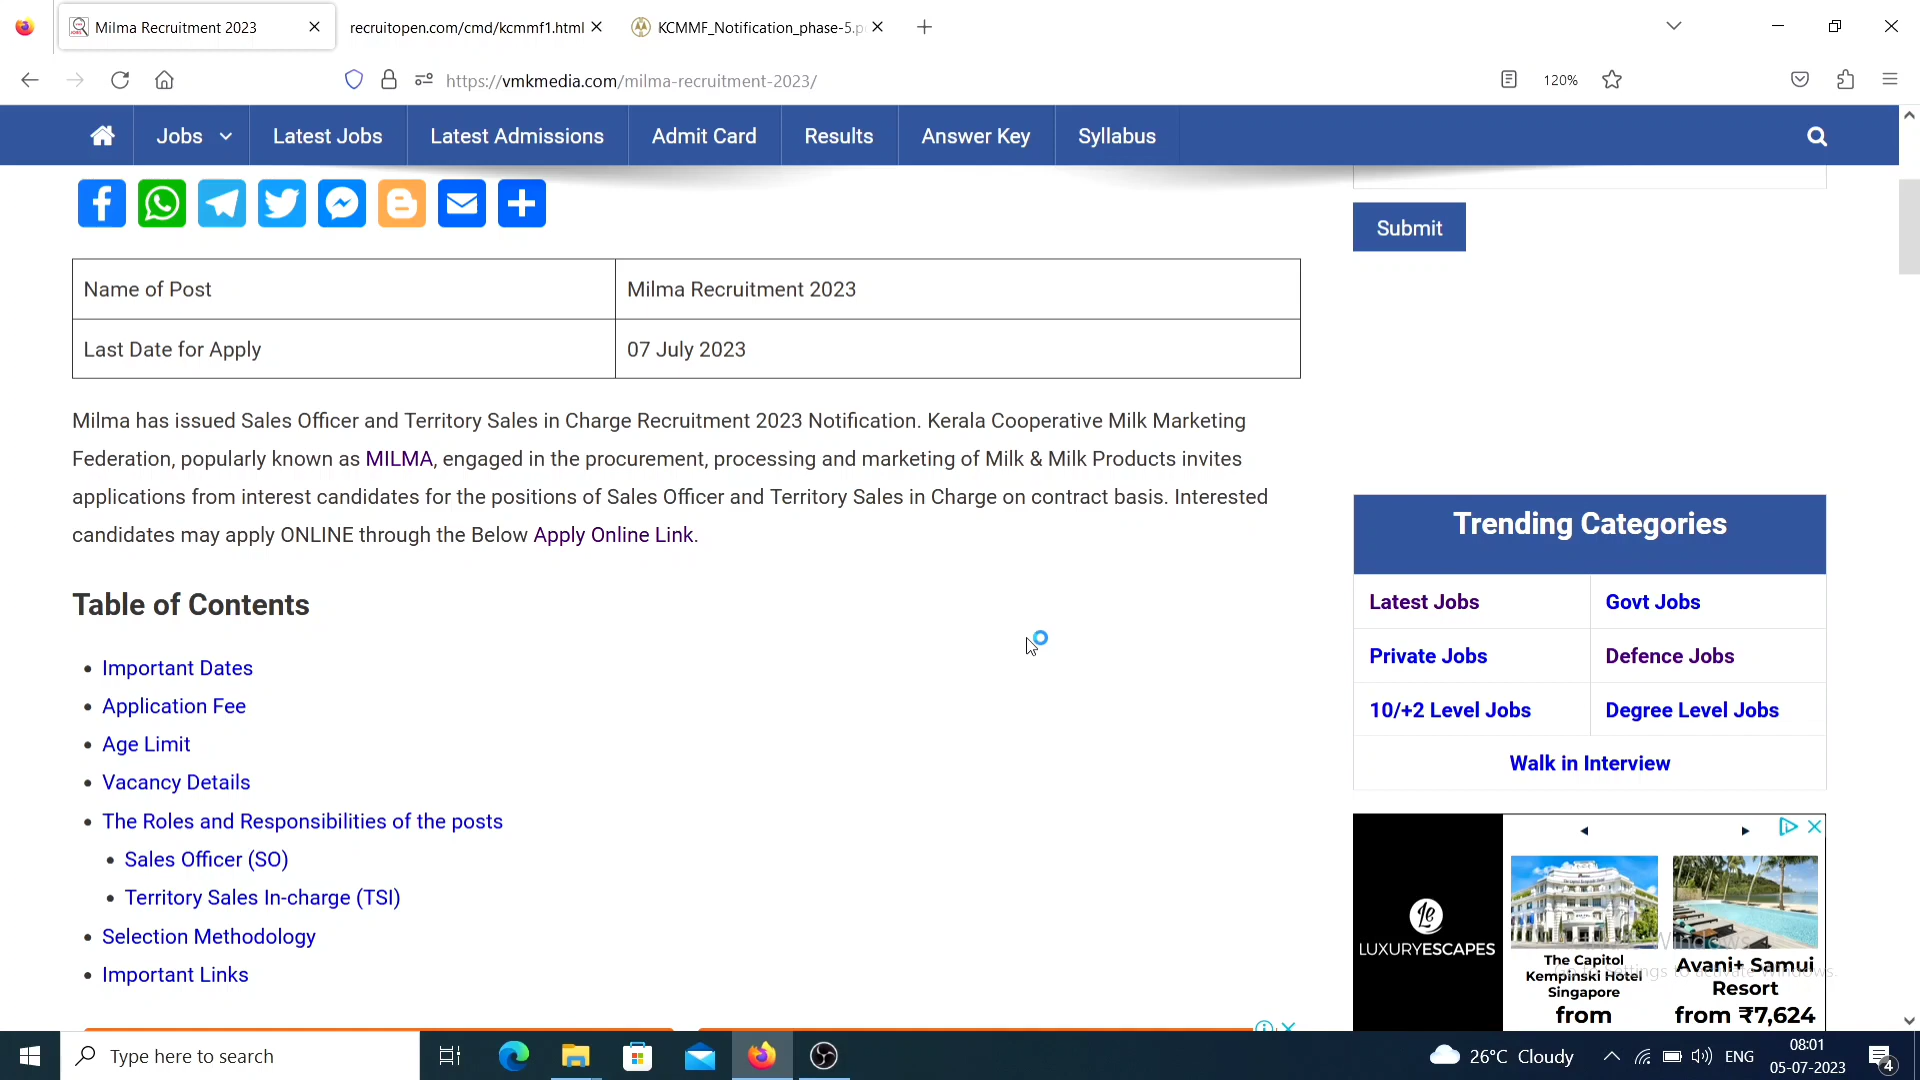 Milma Recruitment 2023
recruitopen.com/cmd/kcmmf1.html
KCMMF_Notification_phase-5.p
https://vmkmedia.com/milma-recruitment-2023/
120%
Jobs
Latest Jobs
Latest Admissions
Admit Card
Results
Answer Key
Syllabus
Submit
Name of Post
Milma Recruitment 2023
Last Date for Apply
07 July 2023
Milma has issued Sales Officer and Territory Sales in Charge Recruitment 2023 Notification. Kerala Cooperative Milk Marketing
Federation, popularly known as MILMA, engaged in the procurement, processing and marketing of Milk & Milk Products invites
applications from interest candidates for the positions of Sales Officer and Territory Sales in Charge on contract basis. Interested
candidates may apply ONLINE through the Below Apply Online Link.
Table of Contents
Important Dates
Application Fee
Age Limit
Vacancy Details
The Roles and Responsibilities of the posts
Sales Officer (SO)
Territory Sales In-charge (TSI)
Selection Methodology
Important Links
Trending Categories
Latest Jobs
Govt Jobs
Private Jobs
Defence Jobs
10/+2 Level Jobs
Degree Level Jobs
Walk in Interview
LE
LUXURYESCAPES
The Capitol
Kempinski Hotel
Singapore
from
Avani+ Samui
Resort
from ₹7,624
Windows
Settings to activate Windows.
Type here to search
26°C Cloudy
ENG
08:01
05-07-2023
4